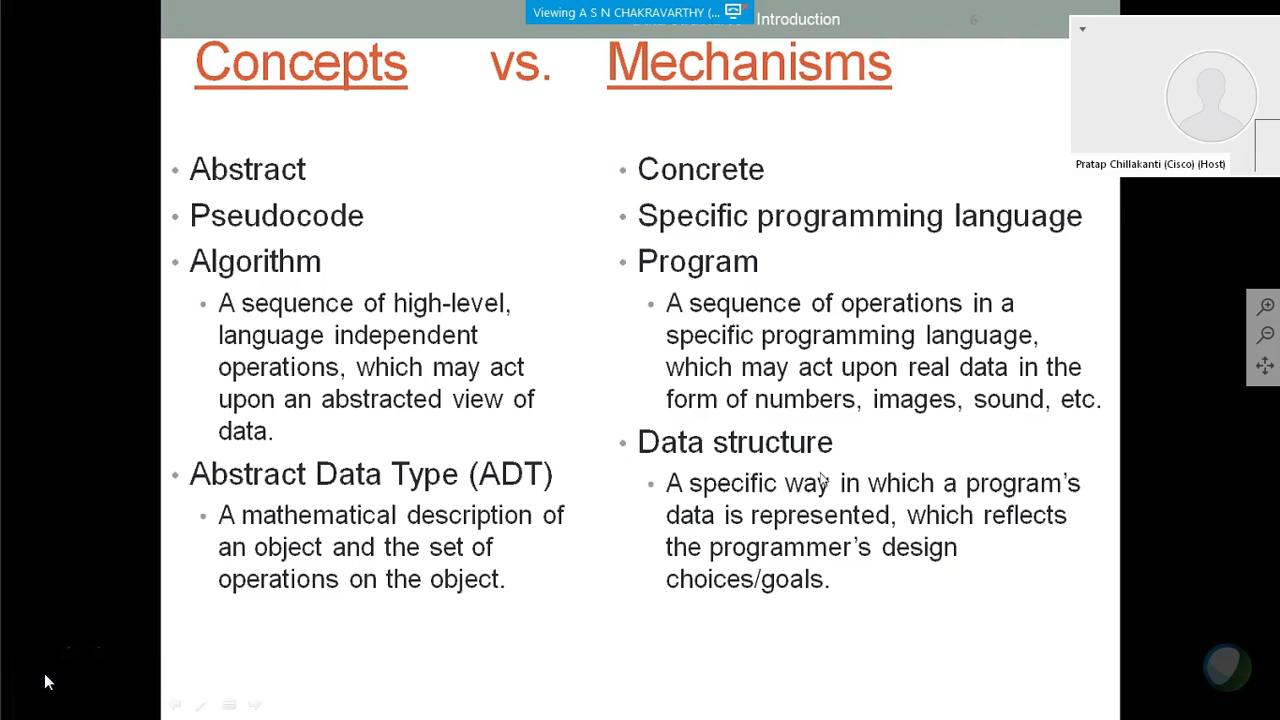 Viewing A S N CHAKRAVARTHY (...
Introduction
6
Concepts vs. Mechanisms
• Abstract
• Pseudocode
• Algorithm
• A sequence of high-level,
language independent
operations, which may act
upon an abstracted view of
data.
• Abstract Data Type (ADT)
• A mathematical description of
an object and the set of
operations on the object.
• Concrete
• Specific programming language
• Program
• A sequence of operations in a
specific programming language,
which may act upon real data in the
form of numbers, images, sound, etc.
• Data structure
• A specific way in which a program's
data is represented, which reflects
the programmer's design
choices/goals.
Pratap Chillakanti (Cisco) (Host)